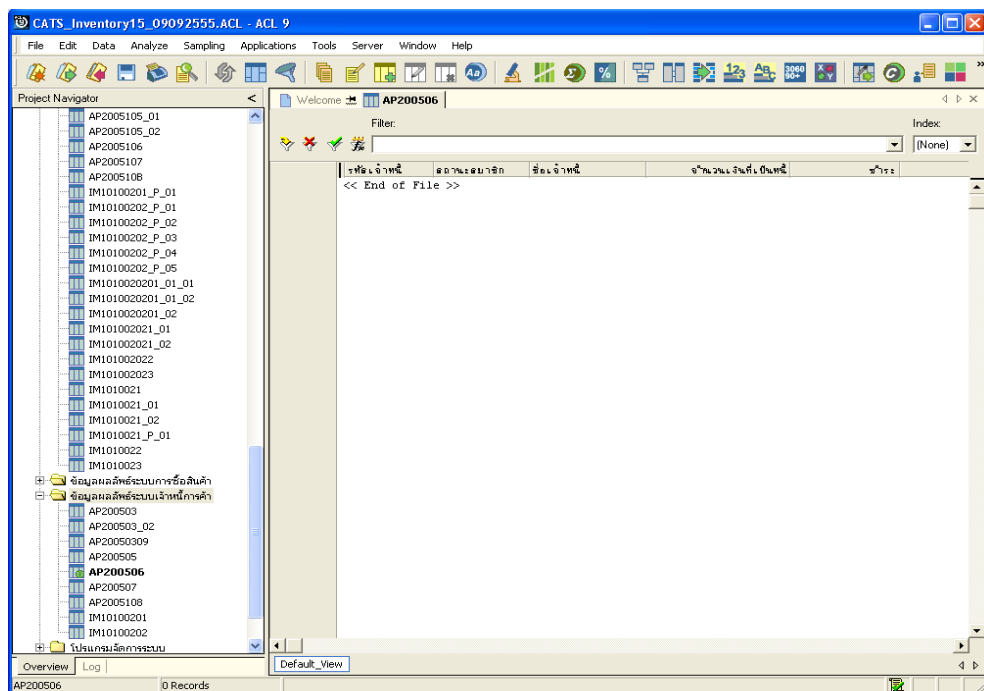 CATS_Inventory15_09092555.ACL - ACL 9
File Edit Data Analyze Sampling Applications Tools Server Window Help
Project Navigator <
Welcome AP200506
AP2005105_01
AP2005105_02
AP2005106
AP2005107
AP200510B
IM10100201_P_01
IM10100202_P_01
IM10100202_P_02
IM10100202_P_03
IM10100202_P_04
IM10100202_P_05
IM1010020201_01_01
IM1010020201_01_02
IM1010020201_02
IM101002021_01
IM101002021_02
IM101002022
IM101002023
IM1010021
IM1010021_01
IM1010021_02
IM1010021_P_01
IM1010022
IM1010023
ข้อมูลผลลัพธ์ระบบการซื้อสินค้า
ข้อมูลผลลัพธ์ระบบเจ้าหนี้การค้า
AP200503
AP200503_02
AP20050309
AP200505
AP200506
AP200507
AP2005108
IM10100201
IM10100202
โปรแกรมจัดการระบบ
Overview Log
Filter: Index:
(None)
รหัสเจ้าหนี้ สถานะสมาชิก ชื่อเจ้าหนี้ จำนวนเงินที่เป็นหนี้ ชำระ
<< End of File >>
Default_View
AP200506 0 Records